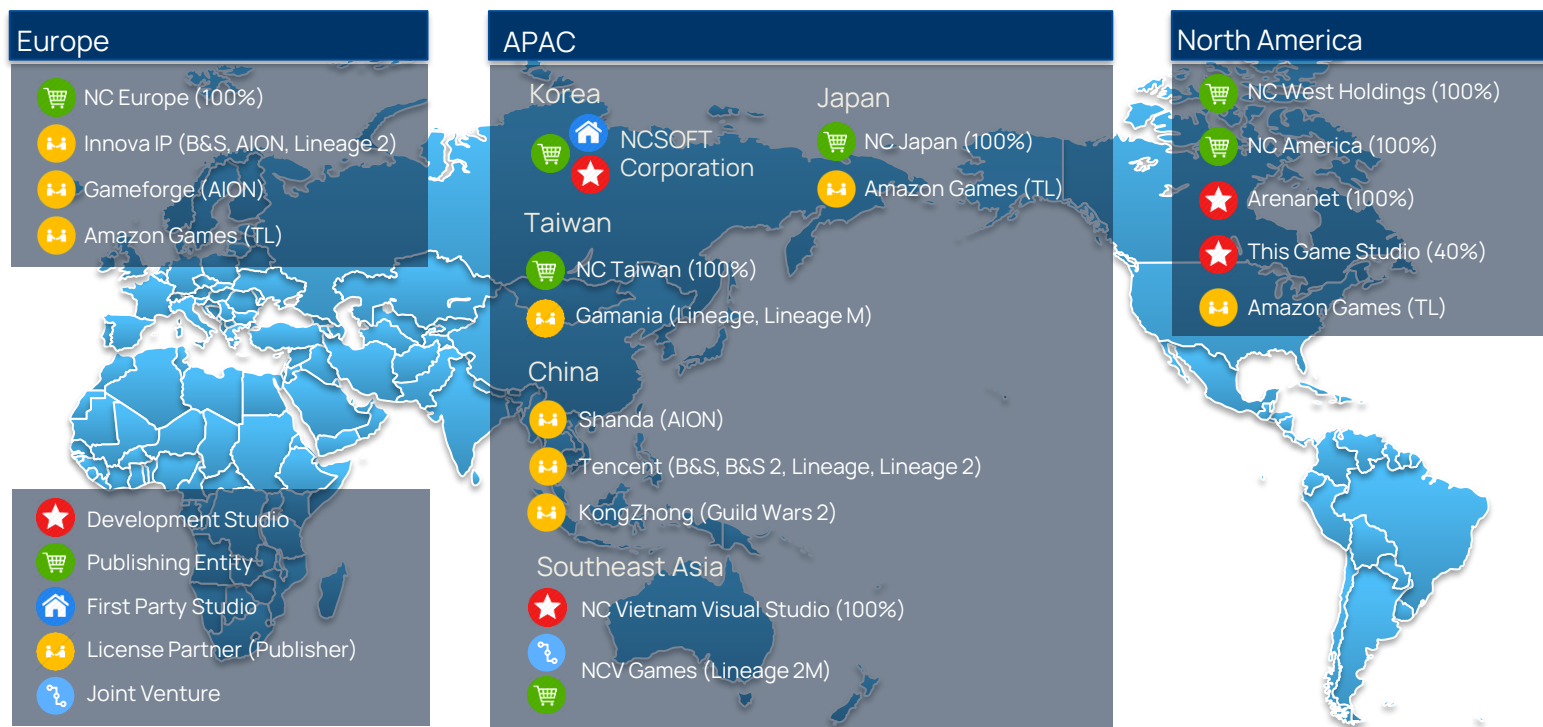 Europe
NC Europe (100%)
Innova IP (B&S, AION, Lineage 2)
Gameforge (AION)
Amazon Games (TL)
Development Studio
Publishing Entity
First Party Studio
License Partner (Publisher)
Joint Venture
APAC
Korea
NCSOFT
Corporation
Japan
NC Japan (100%)
Amazon Games (TL)
Taiwan
NC Taiwan (100%)
Gamania (Lineage, Lineage M)
China
Shanda (AION)
Tencent (B&S, B&S 2, Lineage, Lineage 2)
KongZhong (Guild Wars 2)
Southeast Asia
NC Vietnam Visual Studio (100%)
NCV Games (Lineage 2M)
North America
NC West Holdings (100%)
NC America (100%)
Arenanet (100%)
This Game Studio (40%)
Amazon Games (TL)